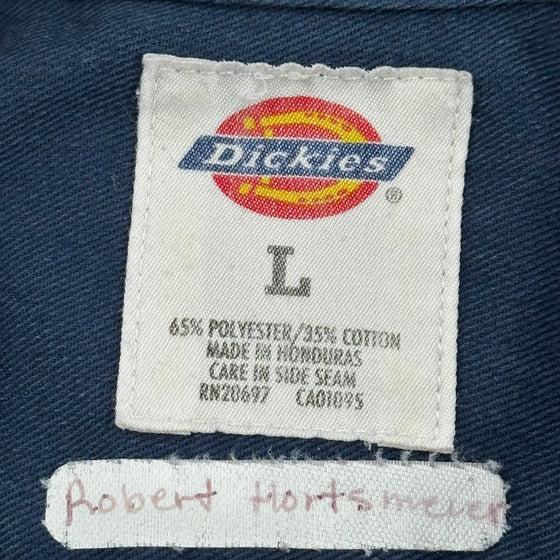 Dickies®
L
65% POLYESTER/35% COTTON
MADE IN HONDURAS
CARE IN SIDE SEAM
RN20697 CA01095
Robert Hortsmeier